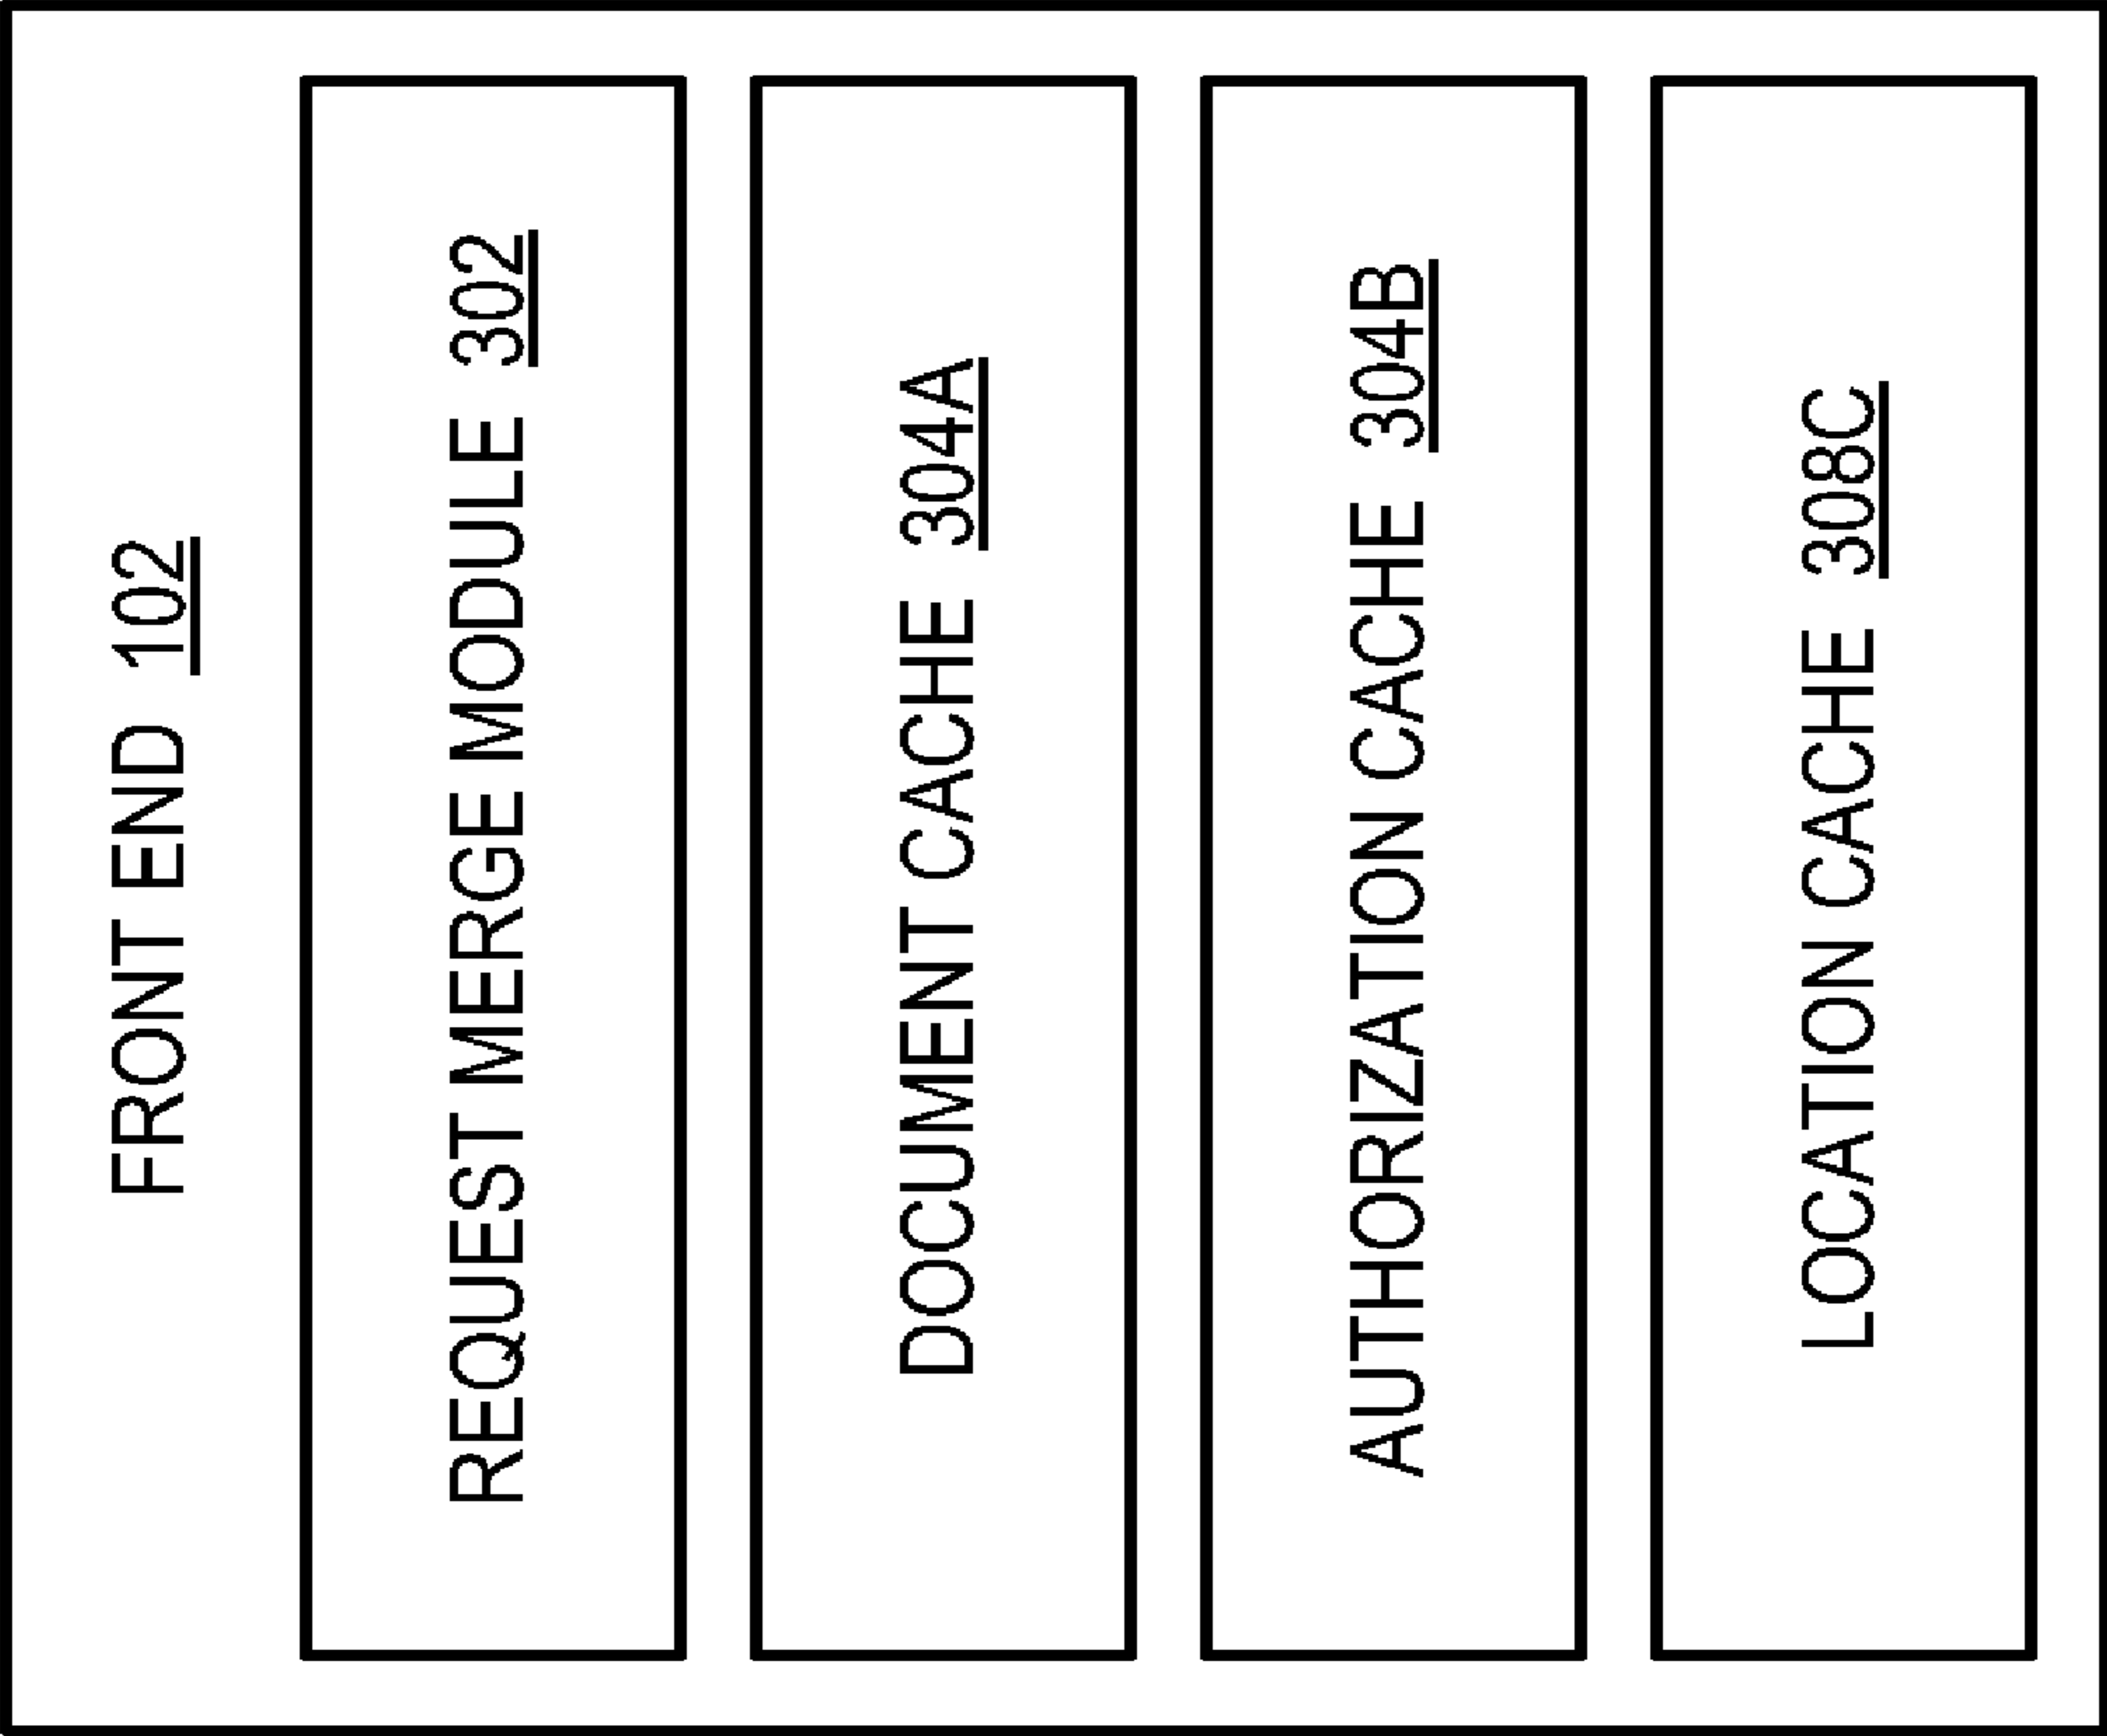 FRONT END 102
REQUEST MERGE MODULE 302
DOCUMENT CACHE 304A
AUTHORIZATION CACHE 304B
LOCATION CACHE 308C